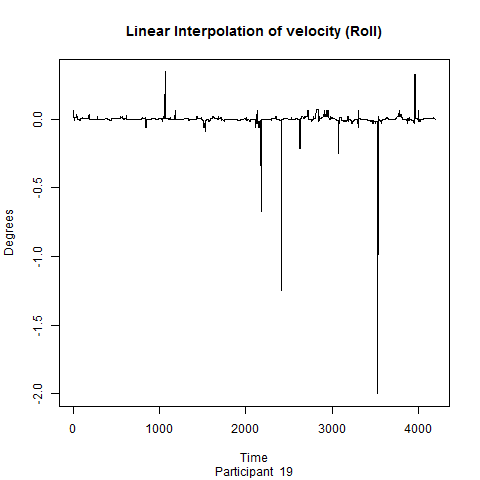 Linear Interpolation of velocity (Roll)
0.0
-0.5
-1.0
-1.5
-2.0
Degrees
0 1000 2000 3000 4000
Time
Participant 19